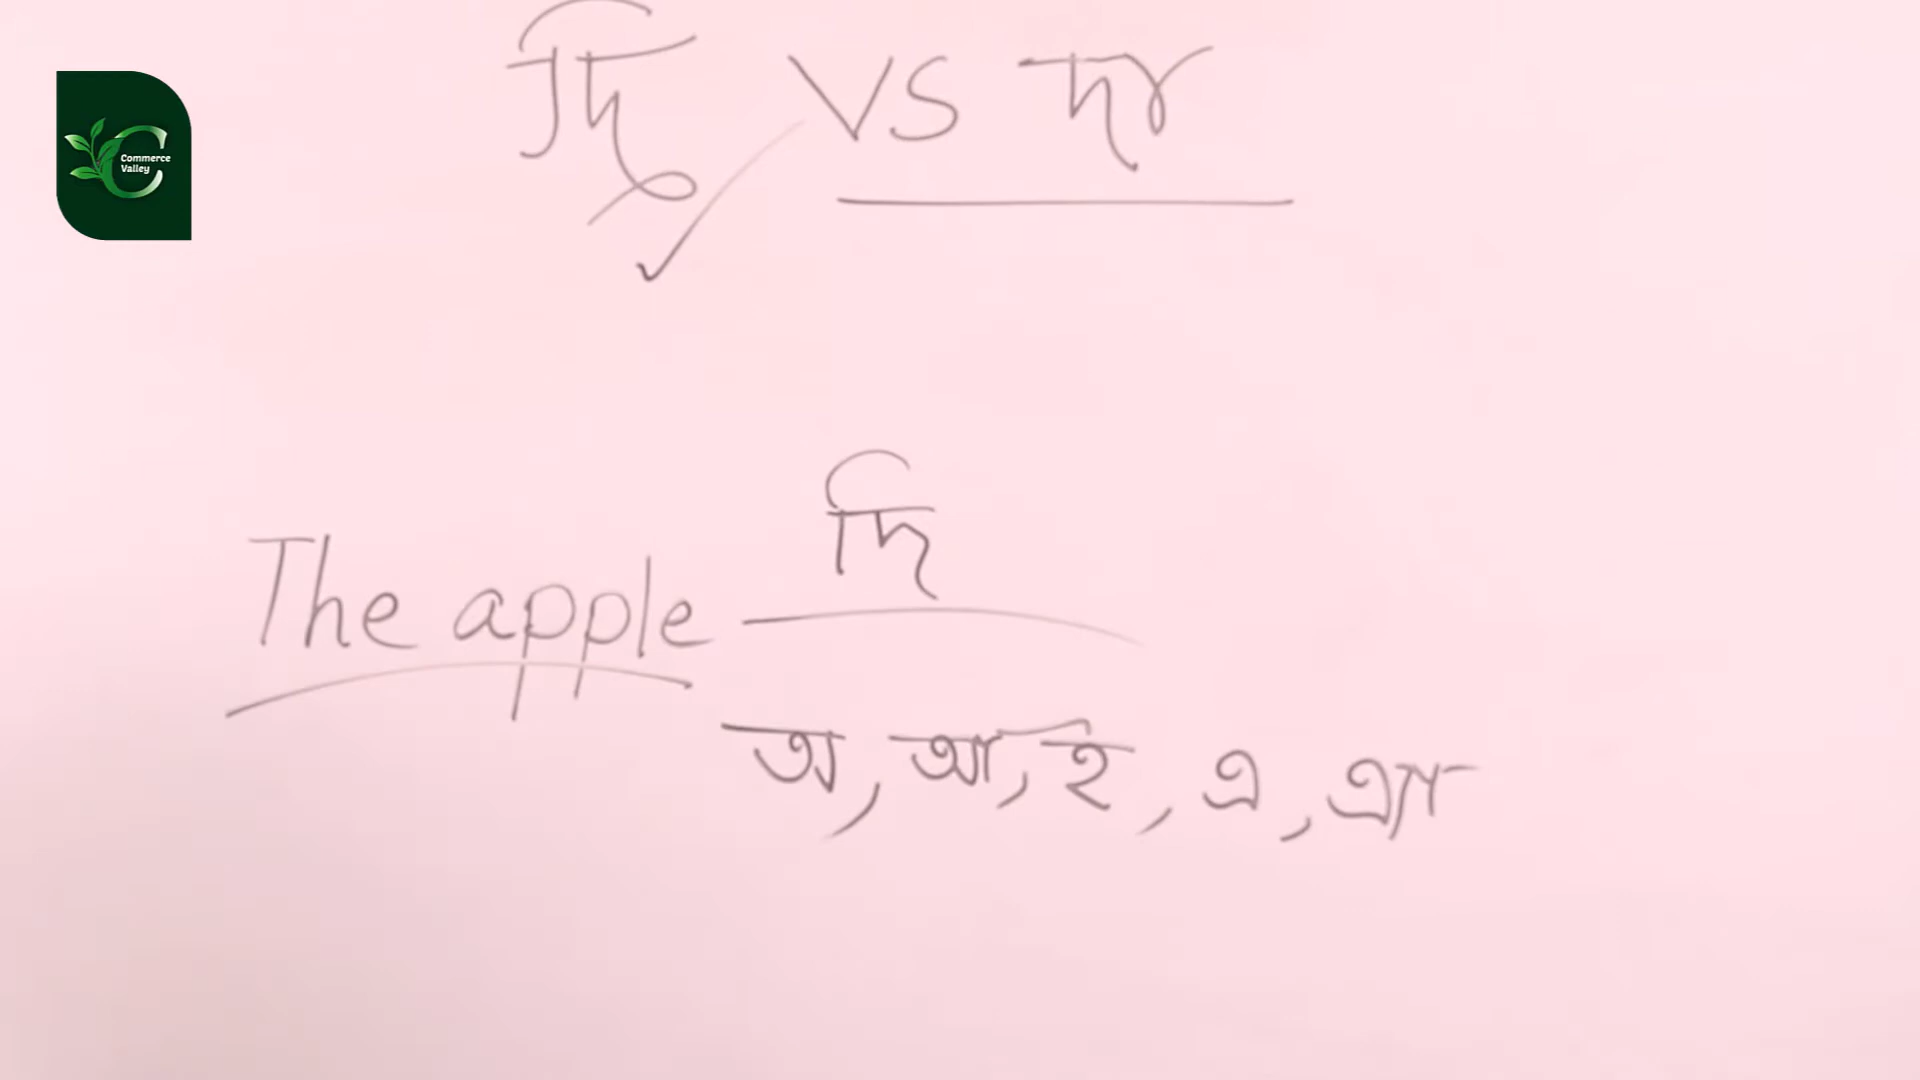 Commerce
Valley
দি VS দ্য
The apple দি
অ, আ, ই, এ, এ্যা